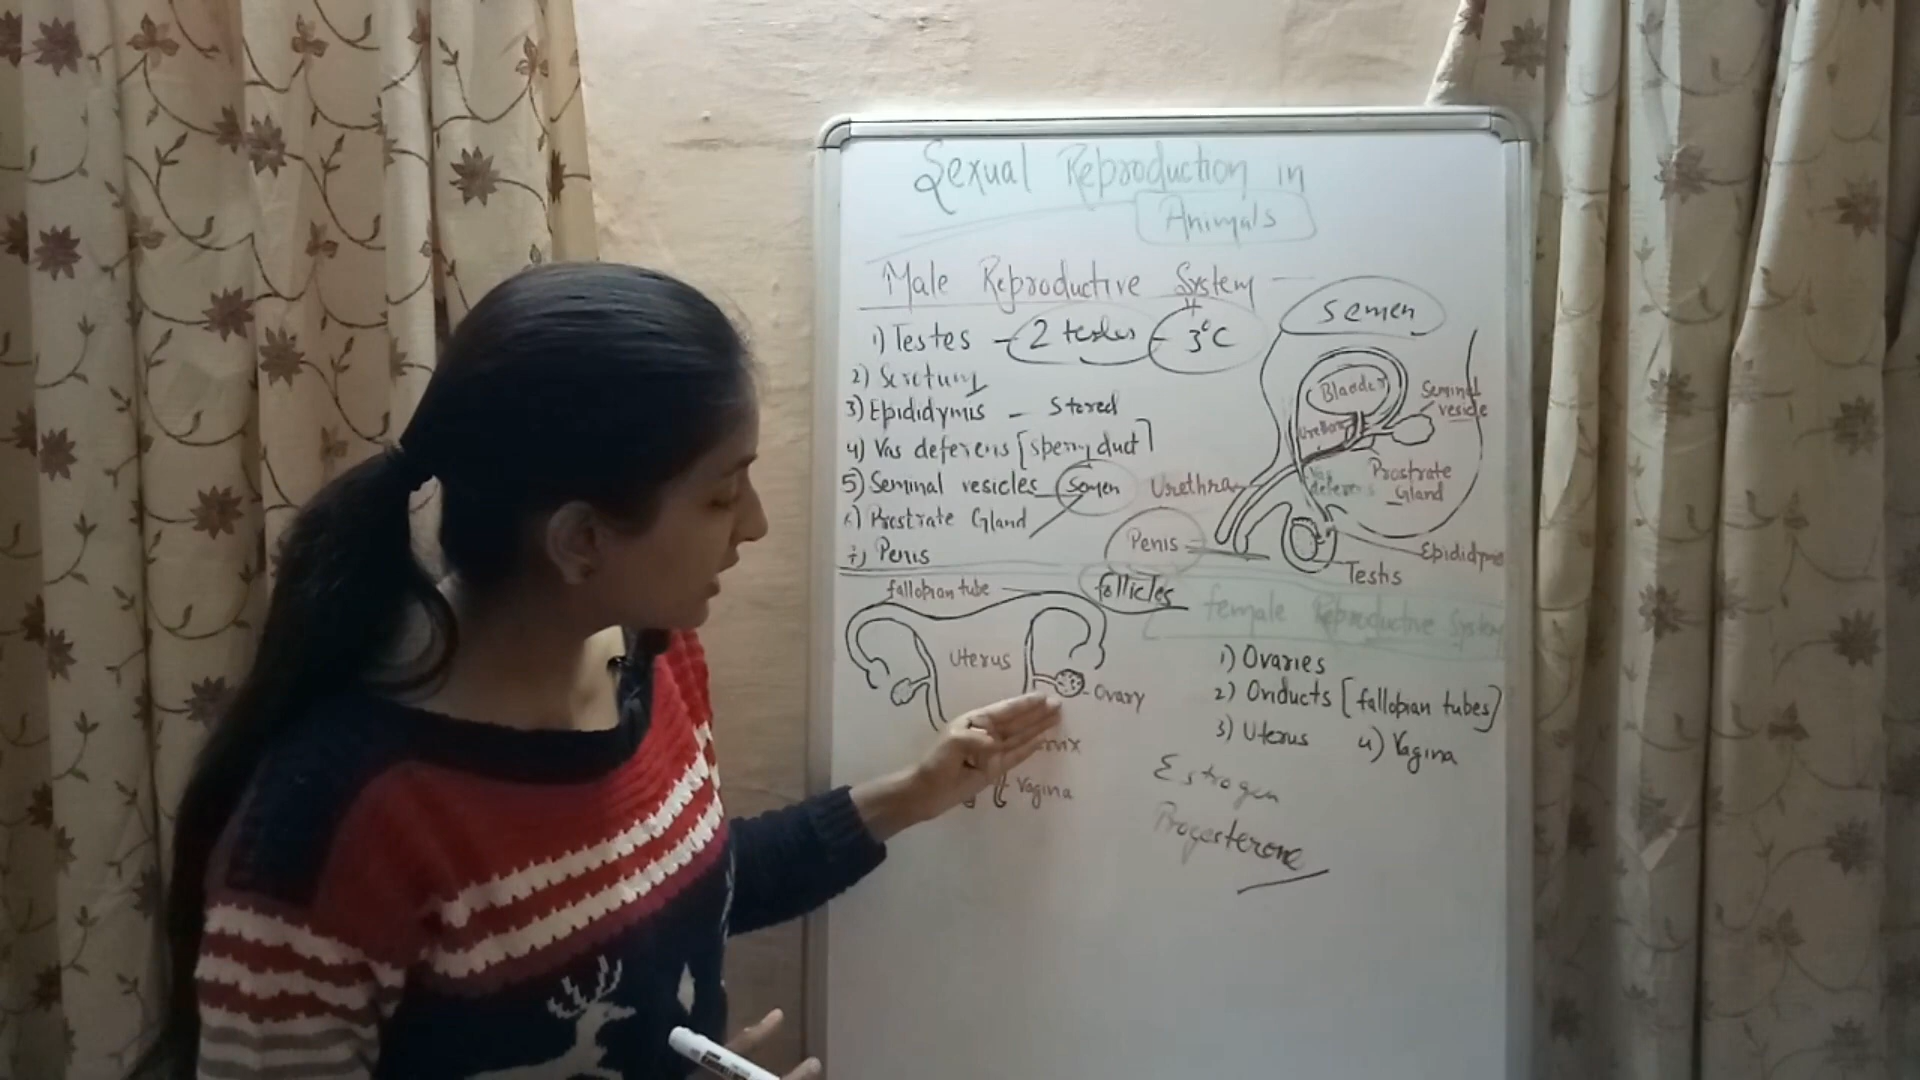 Sexual Reproduction in
Animals
Male Reproductive System
1) Testes - 2 testes - 3°C
2) Scrotum
3) Epididymis - Stored
4) Vas deferens [sperm duct]
5) Seminal vesicles Semen
Prostrate Gland
7) Penis
Semen
Bladder
Seminal
vesicle
Urethra
Prostrate
Gland
Vas
deferens
Penis
Epididymis
Testis
fallopian tube
follicles
Uterus
Ovary
Vagina
female Reproductive System
1) Ovaries
2) Oviducts [fallopian tubes]
3) Uterus 4) Vagina
Estrogen
Progesterone